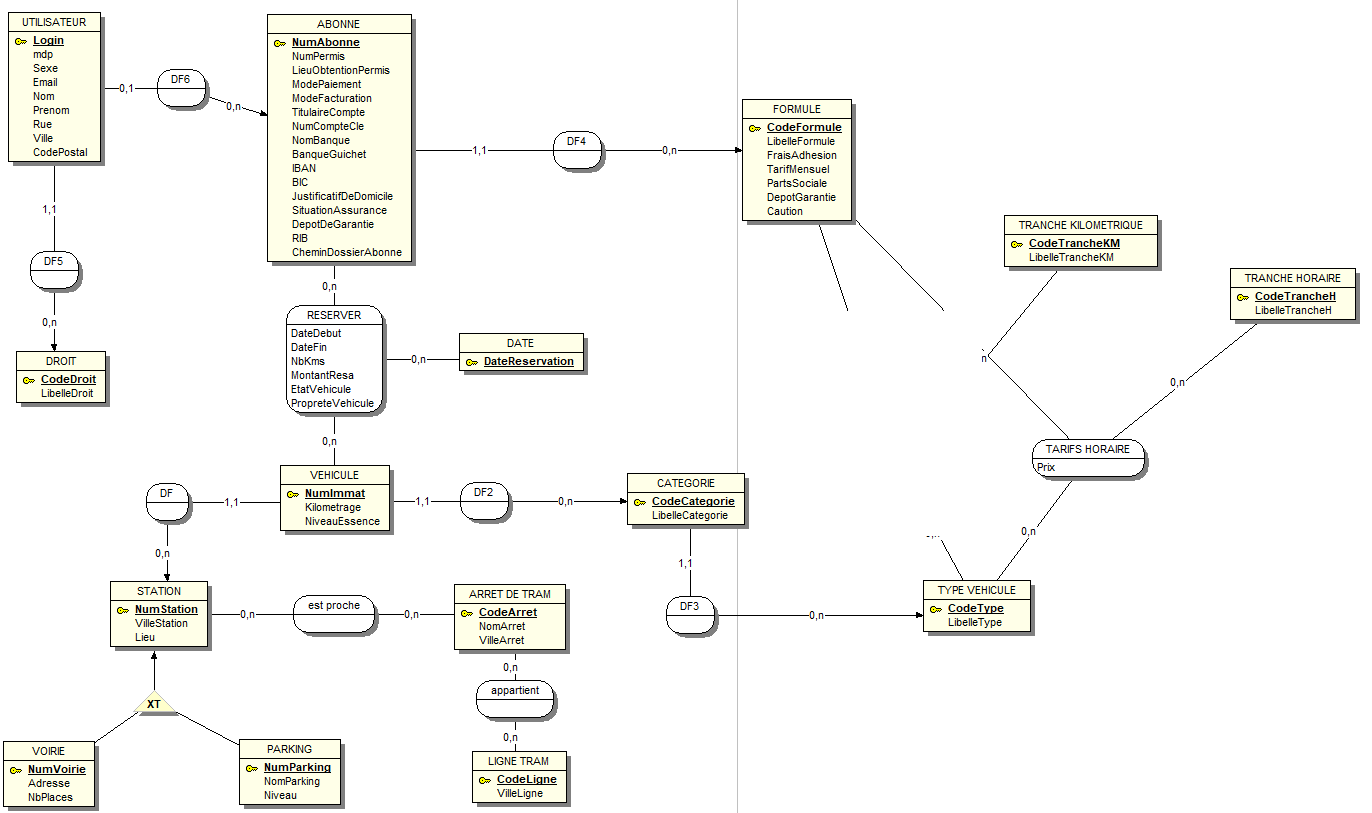 UTILISATEUR
Login
mdp
Sexe
Email
Nom
Prenom
Rue
Ville
CodePostal
0,1
DF6
0,n
ABONNE
NumAbonne
NumPermis
LieuObtentionPermis
ModePaiement
ModeFacturation
TitulaireCompte
NumCompteCle
NomBanque
BanqueGuichet
IBAN
BIC
JustificatifDeDomicile
SituationAssurance
DepotDeGarantie
RIB
CheminDossierAbonne
1,1
DF4
0,n
FORMULE
CodeFormule
LibelleFormule
FraisAdhesion
TarifMensuel
PartsSociale
DepotGarantie
Caution
TRANCHE KILOMETRIQUE
CodeTrancheKM
LibelleTrancheKM
TRANCHE HORAIRE
CodeTrancheH
LibelleTrancheH
1,1
DF5
0,n
DROIT
CodeDroit
LibelleDroit
0,n
RESERVER
DateDebut
DateFin
NbKms
MontantResa
EtatVehicule
PropreteVehicule
0,n
DATE
DateReservation
n
0,n
TARIFS HORAIRE
Prix
0,n
0,n
VEHICULE
NumImmat
Kilometrage
NiveauEssence
DF
1,1
1,1
DF2
0,n
CATEGORIE
CodeCategorie
LibelleCategorie
0,n
1,1
STATION
NumStation
VilleStation
Lieu
0,n
est proche
0,n
ARRET DE TRAM
CodeArret
NomArret
VilleArret
DF3
0,n
TYPE VEHICULE
CodeType
LibelleType
0,n
appartient
0,n
XT
VOIRIE
NumVoirie
Adresse
NbPlaces
PARKING
NumParking
NomParking
Niveau
LIGNE TRAM
CodeLigne
VilleLigne